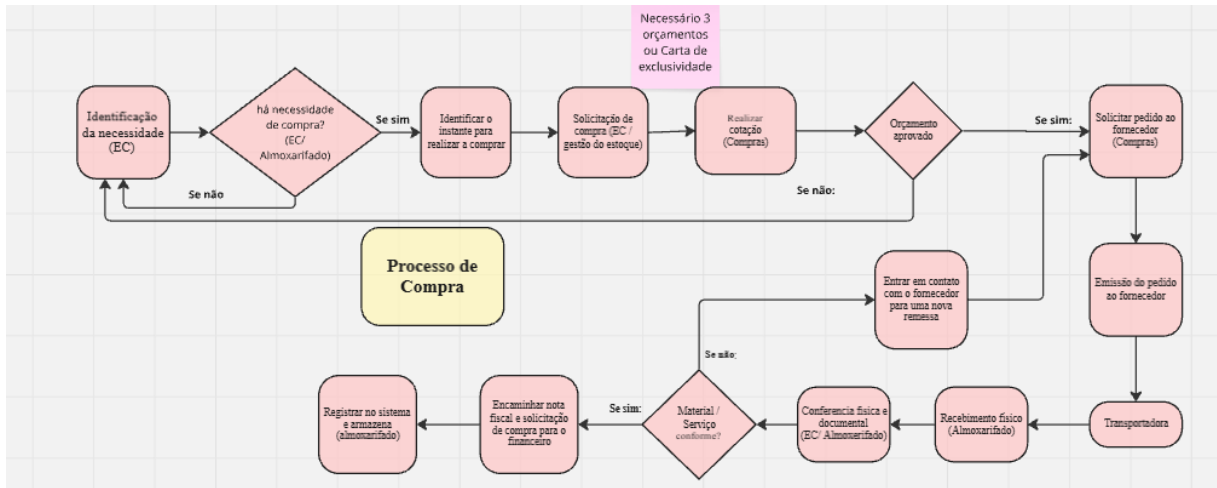 Necessário 3
orçamentos
ou Carta de
exclusividade
Identificação
da necessidade
(EC)
há necessidade
de compra?
(EC/
Almoxarifado)
Se sim
Se não
Identificar o
instante para
realizar a comprar
Solicitação de
compra (EC /
gestão do estoque)
Realizar
cotação
(Compras)
Orçamento
aprovado
Se sim:
Se não:
Solicitar pedido ao
fornecedor
(Compras)
Processo de
Compra
Entrar em contato
com o fornecedor
para uma nova
remessa
Emissão do pedido
ao fornecedor
Transportadora
Recebimento físico
(Almoxarifado)
Conferencia fisica e
documental
(EC/ Almoxerifado)
Material /
Serviço
conforme?
Se não:
Se sim:
Encaminhar nota
fiscal e solicitação
de compra para o
financeiro
Registrar no sistema
e armazena
(almoxarifado)